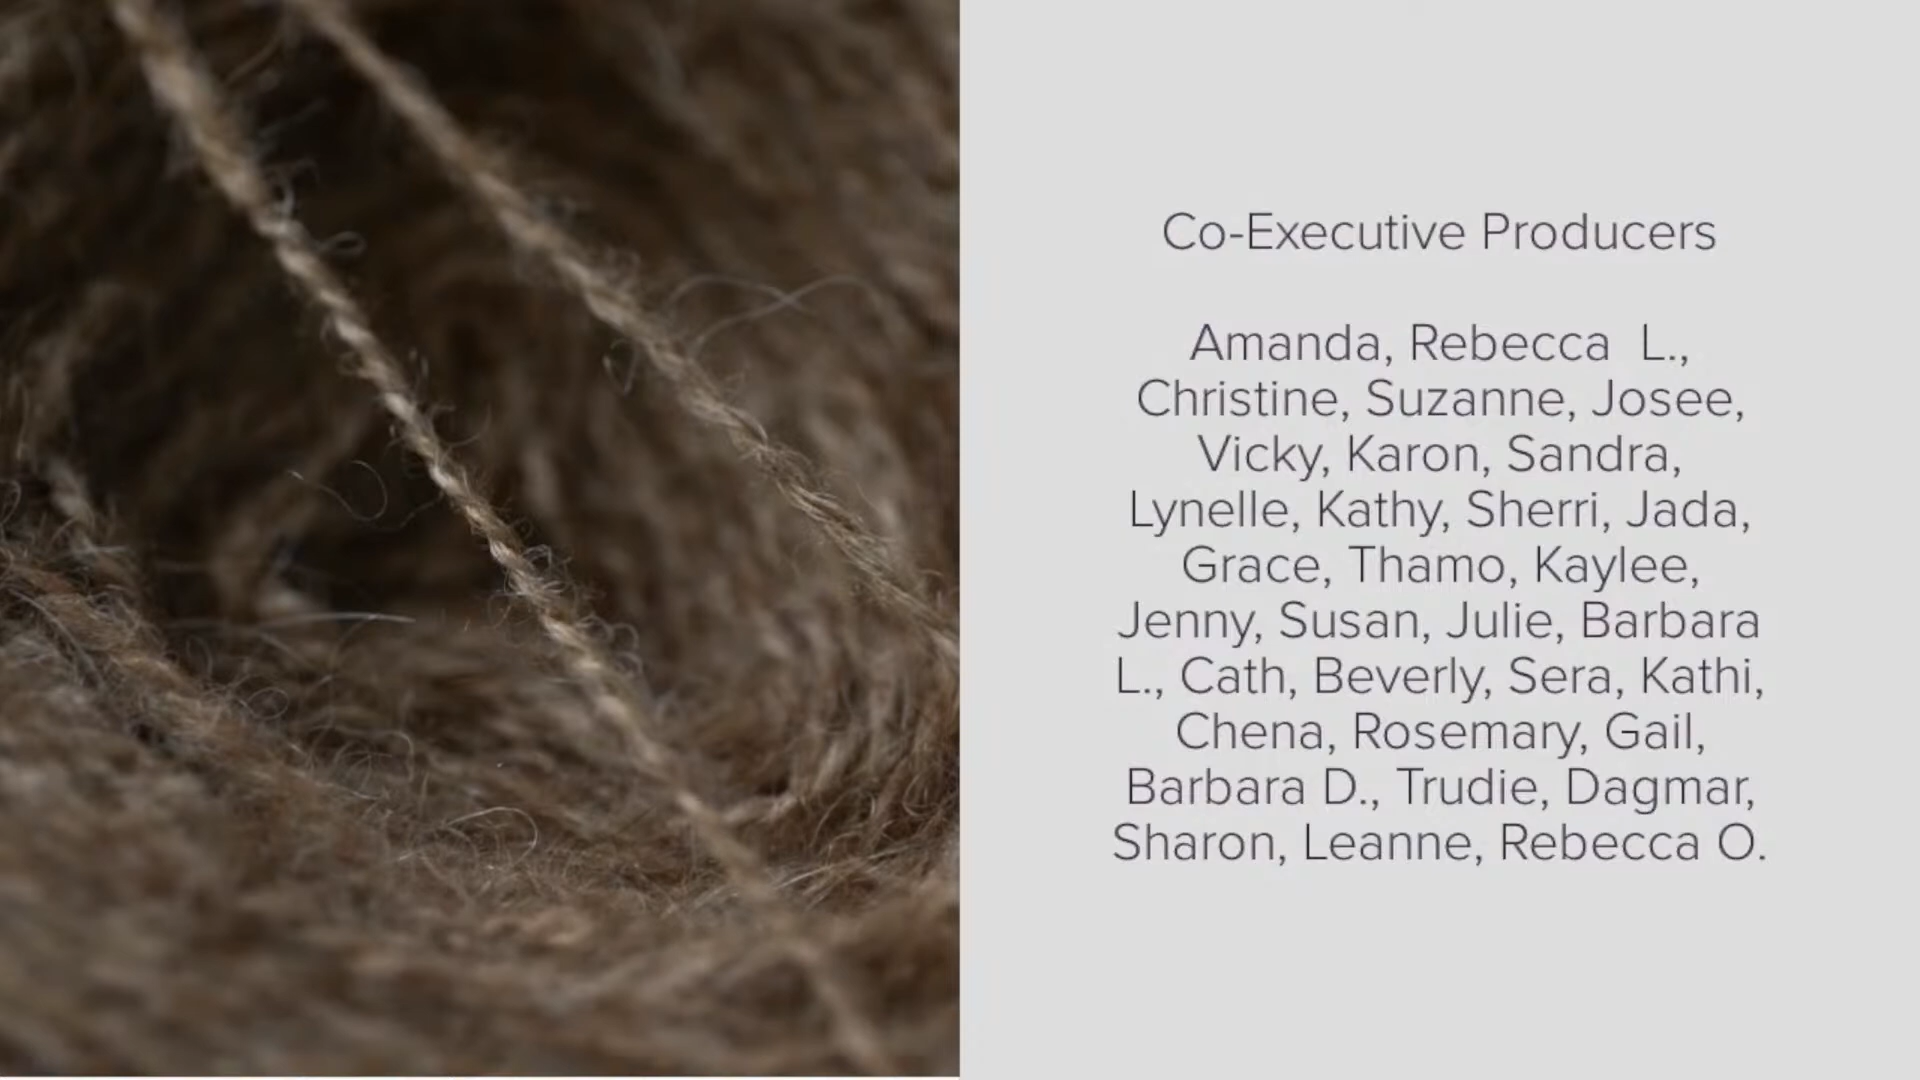 Co-Executive Producers
Amanda, Rebecca  L.,
Christine, Suzanne, Josee,
Vicky, Karon, Sandra,
Lynelle, Kathy, Sherri, Jada,
Grace, Thamo, Kaylee,
Jenny, Susan, Julie, Barbara
L., Cath, Beverly, Sera, Kathi,
Chena, Rosemary, Gail,
Barbara D., Trudie, Dagmar,
Sharon, Leanne, Rebecca O.